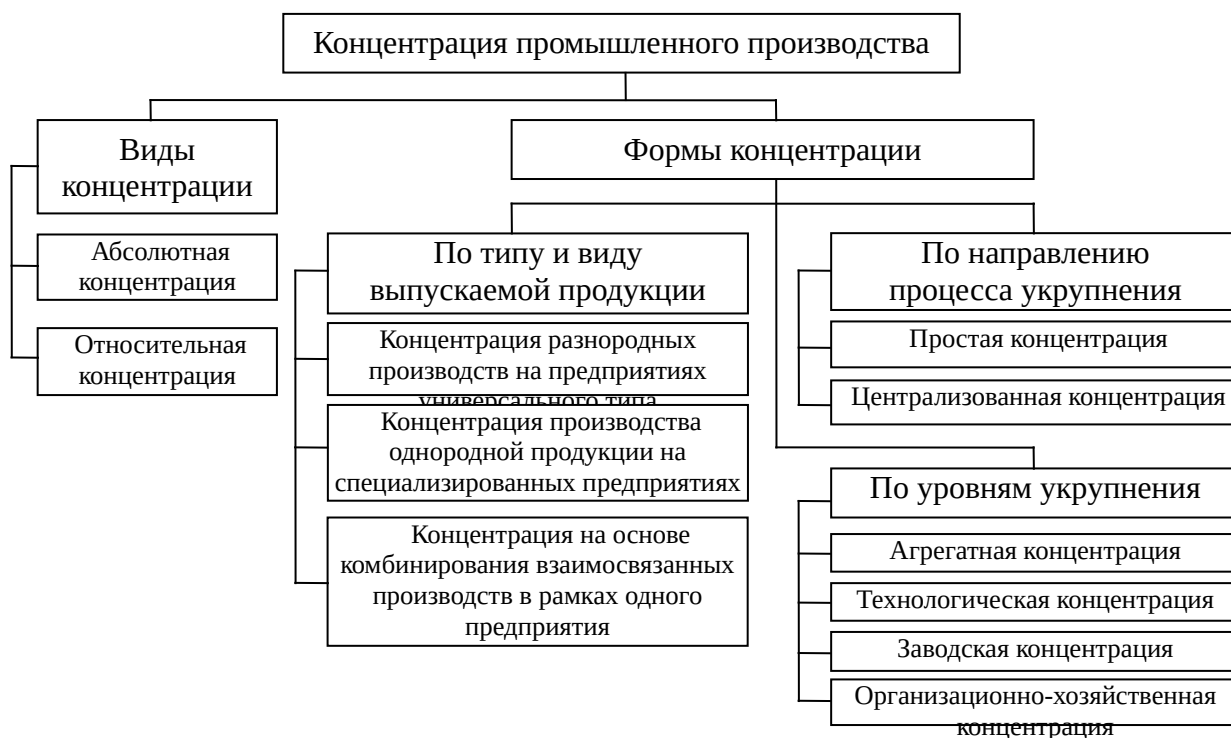 Концентрация промышленного производства
Виды
концентрации
Абсолютная
концентрация
Относительная
концентрация
Формы концентрации
По типу и виду
выпускаемой продукции
Концентрация разнородных
производств на предприятиях
универсального типа
Концентрация производства
однородной продукции на
специализированных предприятиях
Концентрация на основе
комбинирования взаимосвязанных
производств в рамках одного
предприятия
По направлению
процесса укрупнения
Простая концентрация
Централизованная концентрация
По уровням укрупнения
Агрегатная концентрация
Технологическая концентрация
Заводская концентрация
Организационно-хозяйственная
концентрация